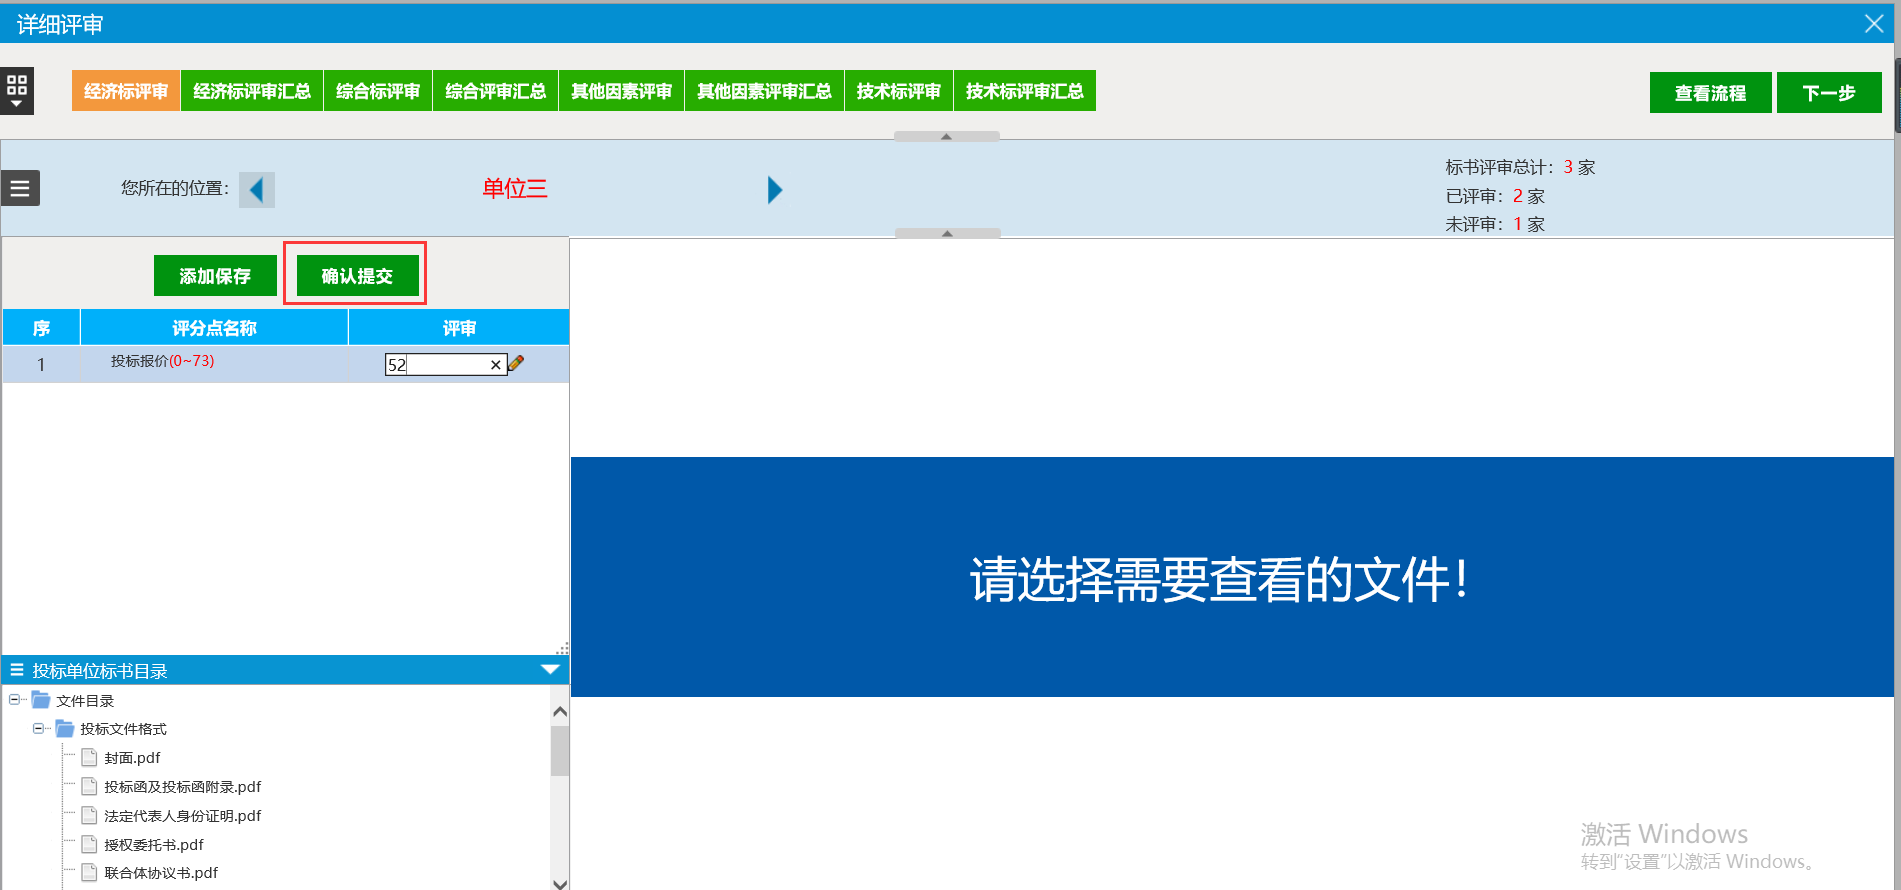 详细评审
经济标评审 经济标评审汇总 综合标评审 综合评审汇总 其他因素评审 其他因素评审汇总 技术标评审 技术标评审汇总
查看流程 下一步
您所在的位置： 单位三
标书评审总计：3 家
已评审：2 家
未评审：1 家
添加保存 确认提交
序 评分点名称 评审
1 投标报价(0~73) 52
请选择需要查看的文件！
投标单位标书目录
文件目录
投标文件格式
封面.pdf
投标函及投标函附录.pdf
法定代表人身份证明.pdf
授权委托书.pdf
联合体协议书.pdf
激活 Windows
转到“设置”以激活 Windows。